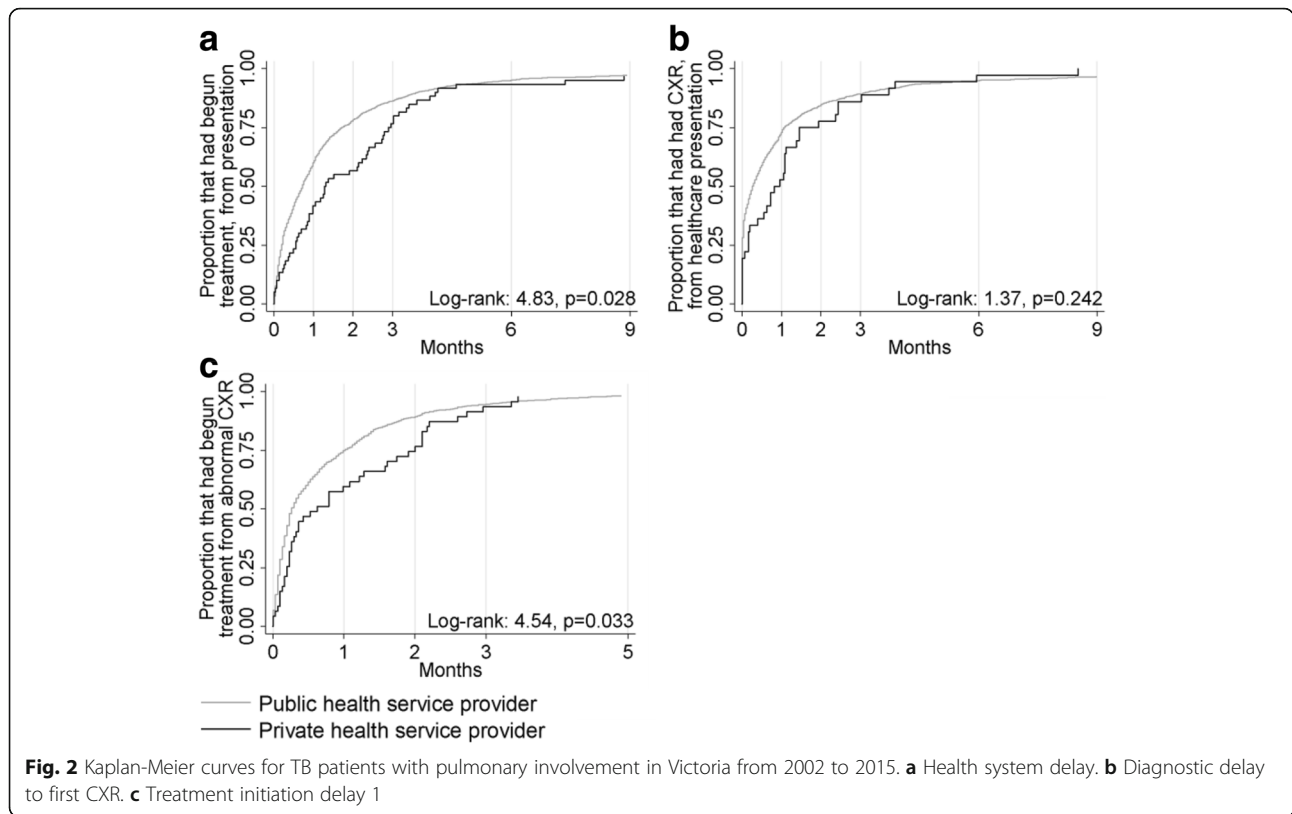 a
Proportion that had begun
treatment, from presentation
1.00
0.75
0.50
0.25
0.00
Log-rank: 4.83, p=0.028
0 1 2 3 6 9
Months
b
Proportion that had had CXR,
from healthcare presentation
1.00
0.75
0.50
0.25
0.00
Log-rank: 1.37, p=0.242
0 1 2 3 6 9
Months
c
Proportion that had begun
treatment from abnormal CXR
1.00
0.75
0.50
0.25
0.00
Log-rank: 4.54, p=0.033
0 1 2 3 5
Months
Public health service provider
Private health service provider
Fig. 2 Kaplan-Meier curves for TB patients with pulmonary involvement in Victoria from 2002 to 2015. a Health system delay. b Diagnostic delay
to first CXR. c Treatment initiation delay 1